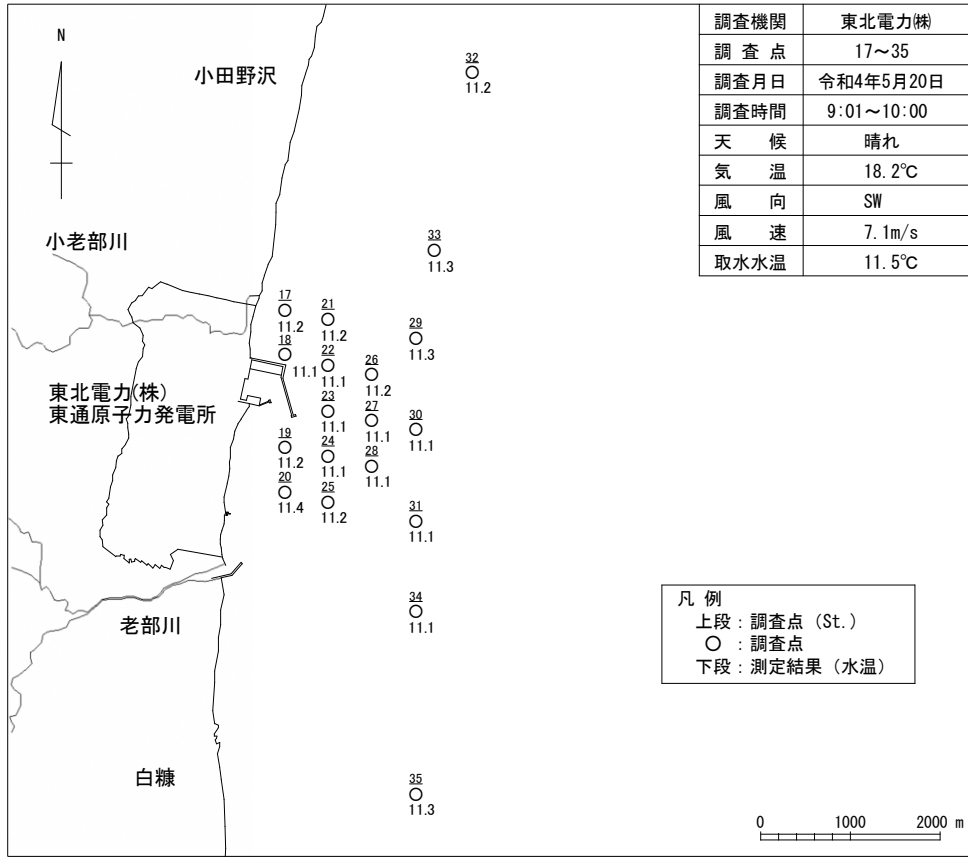 調査機関 東北電力㈱
調査点 17～35
調査月日 令和4年5月20日
調査時間 9:01～10:00
天候 晴れ
気温 18.2℃
風向 SW
風速 7.1m/s
取水水温 11.5℃
N
小田野沢
32
11.2
小老部川
33
11.3
17
11.2
21
11.2
18
11.1
29
11.3
22
11.1
26
11.2
東北電力(株)
東通原子力発電所
23
11.1
27
11.1
30
11.1
19
11.2
24
11.1
28
11.1
20
11.4
25
11.2
31
11.1
34
11.1
老部川
凡 例
上段：調査点（St.）
○ ：調査点
下段：測定結果（水温）
白糠
35
11.3
0 1000 2000 m